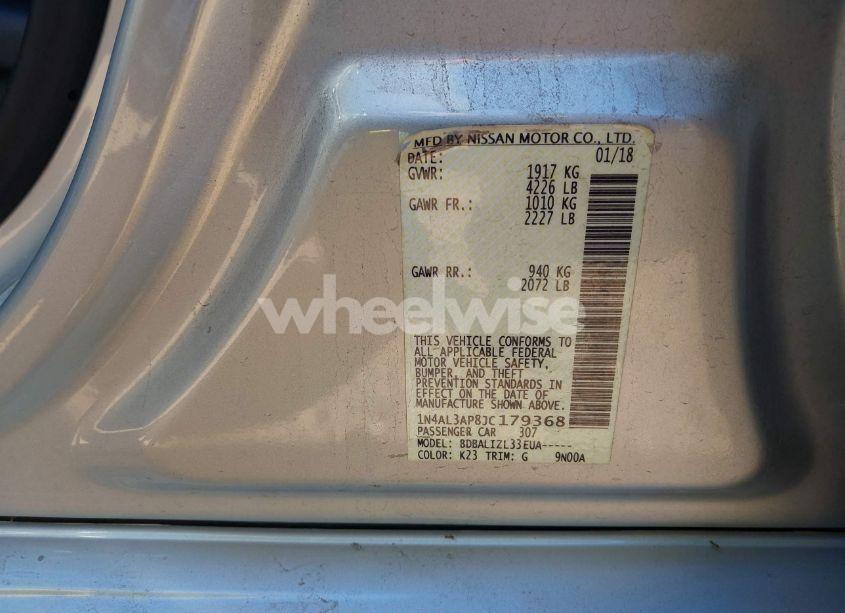 MFD BY NISSAN MOTOR CO., LTD.
DATE: 01/18
GVWR: 1917 KG
4226 LB
GAWR FR.: 1010 KG
2227 LB
GAWR RR.: 940 KG
2072 LB
wheelwise
THIS VEHICLE CONFORMS TO
ALL APPLICABLE FEDERAL
MOTOR VEHICLE SAFETY,
BUMPER, AND THEFT
PREVENTION STANDARDS IN
EFFECT ON THE DATE OF
MANUFACTURE SHOWN ABOVE.
1N4AL3AP8JC179368
PASSENGER CAR 307
MODEL: BDBALIZL33EUA-----
COLOR: K23 TRIM: G 9N00A